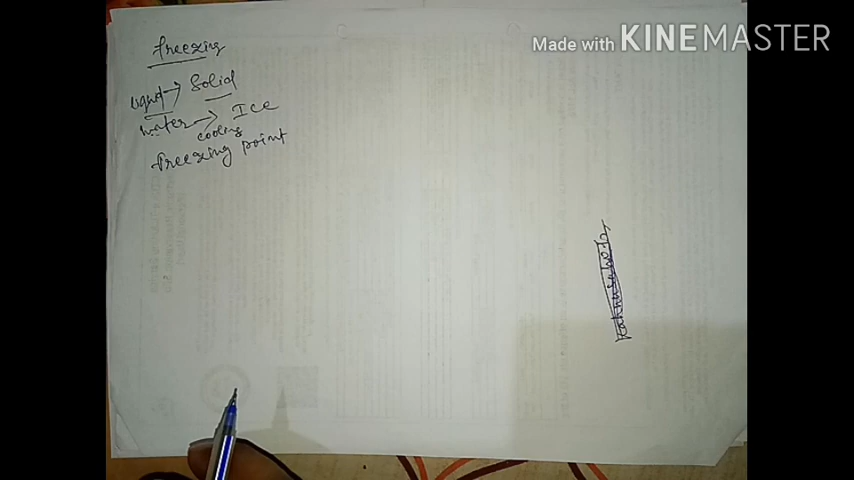 Made with KINEMASTER
freezing
liquid → Solid
water → Ice
cooling
freezing point